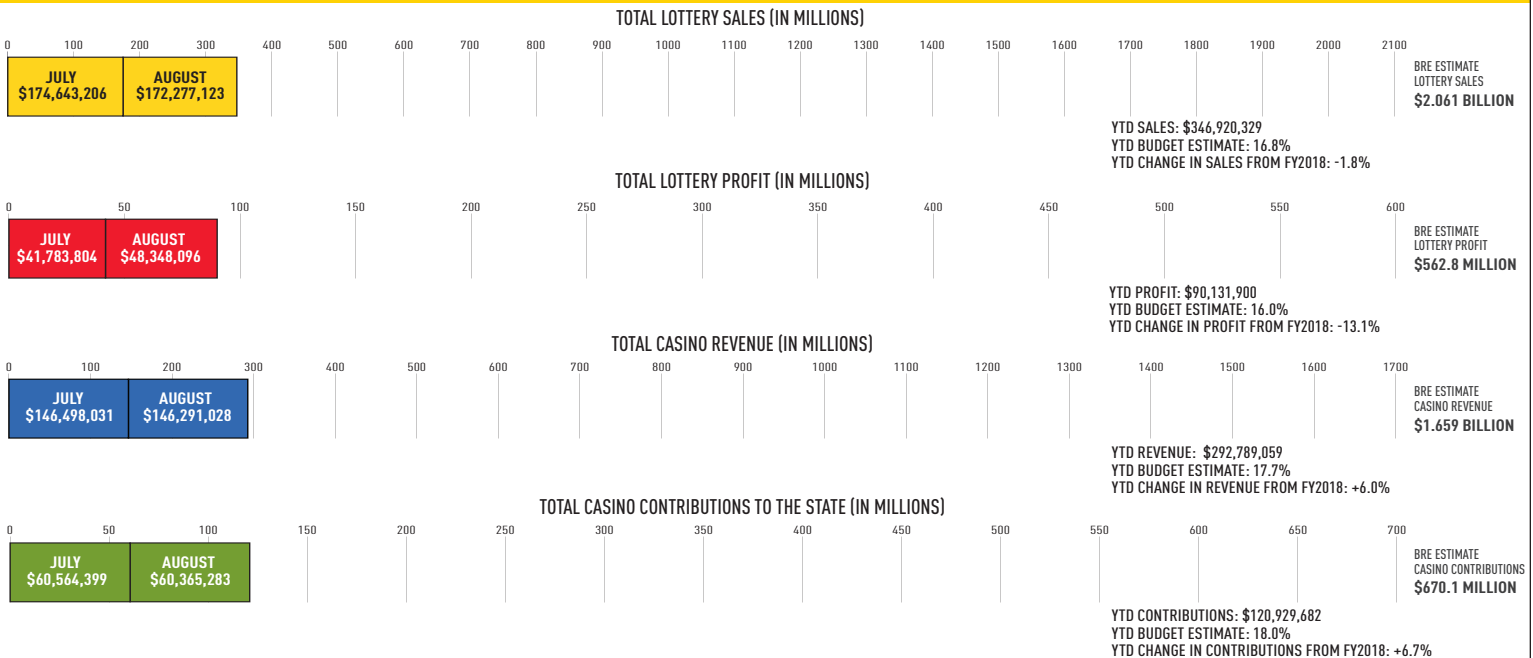 TOTAL LOTTERY SALES (IN MILLIONS)
0 100 200 300 400 500 600 700 800 900 1000 1100 1200 1300 1400 1500 1600 1700 1800 1900 2000 2100
JULY
$174,643,206
AUGUST
$172,277,123
BRE ESTIMATE
LOTTERY SALES
$2.061 BILLION
YTD SALES: $346,920,329
YTD BUDGET ESTIMATE: 16.8%
YTD CHANGE IN SALES FROM FY2018: -1.8%
TOTAL LOTTERY PROFIT (IN MILLIONS)
0 50 100 150 200 250 300 350 400 450 500 550 600
JULY
$41,783,804
AUGUST
$48,348,096
BRE ESTIMATE
LOTTERY PROFIT
$562.8 MILLION
YTD PROFIT: $90,131,900
YTD BUDGET ESTIMATE: 16.0%
YTD CHANGE IN PROFIT FROM FY2018: -13.1%
TOTAL CASINO REVENUE (IN MILLIONS)
0 100 200 300 400 500 600 700 800 900 1000 1100 1200 1300 1400 1500 1600 1700
JULY
$146,498,031
AUGUST
$146,291,028
BRE ESTIMATE
CASINO REVENUE
$1.659 BILLION
YTD REVENUE: $292,789,059
YTD BUDGET ESTIMATE: 17.7%
YTD CHANGE IN REVENUE FROM FY2018: +6.0%
TOTAL CASINO CONTRIBUTIONS TO THE STATE (IN MILLIONS)
0 50 100 150 200 250 300 350 400 450 500 550 600 650 700
JULY
$60,564,399
AUGUST
$60,365,283
BRE ESTIMATE
CASINO CONTRIBUTIONS
$670.1 MILLION
YTD CONTRIBUTIONS: $120,929,682
YTD BUDGET ESTIMATE: 18.0%
YTD CHANGE IN CONTRIBUTIONS FROM FY2018: +6.7%